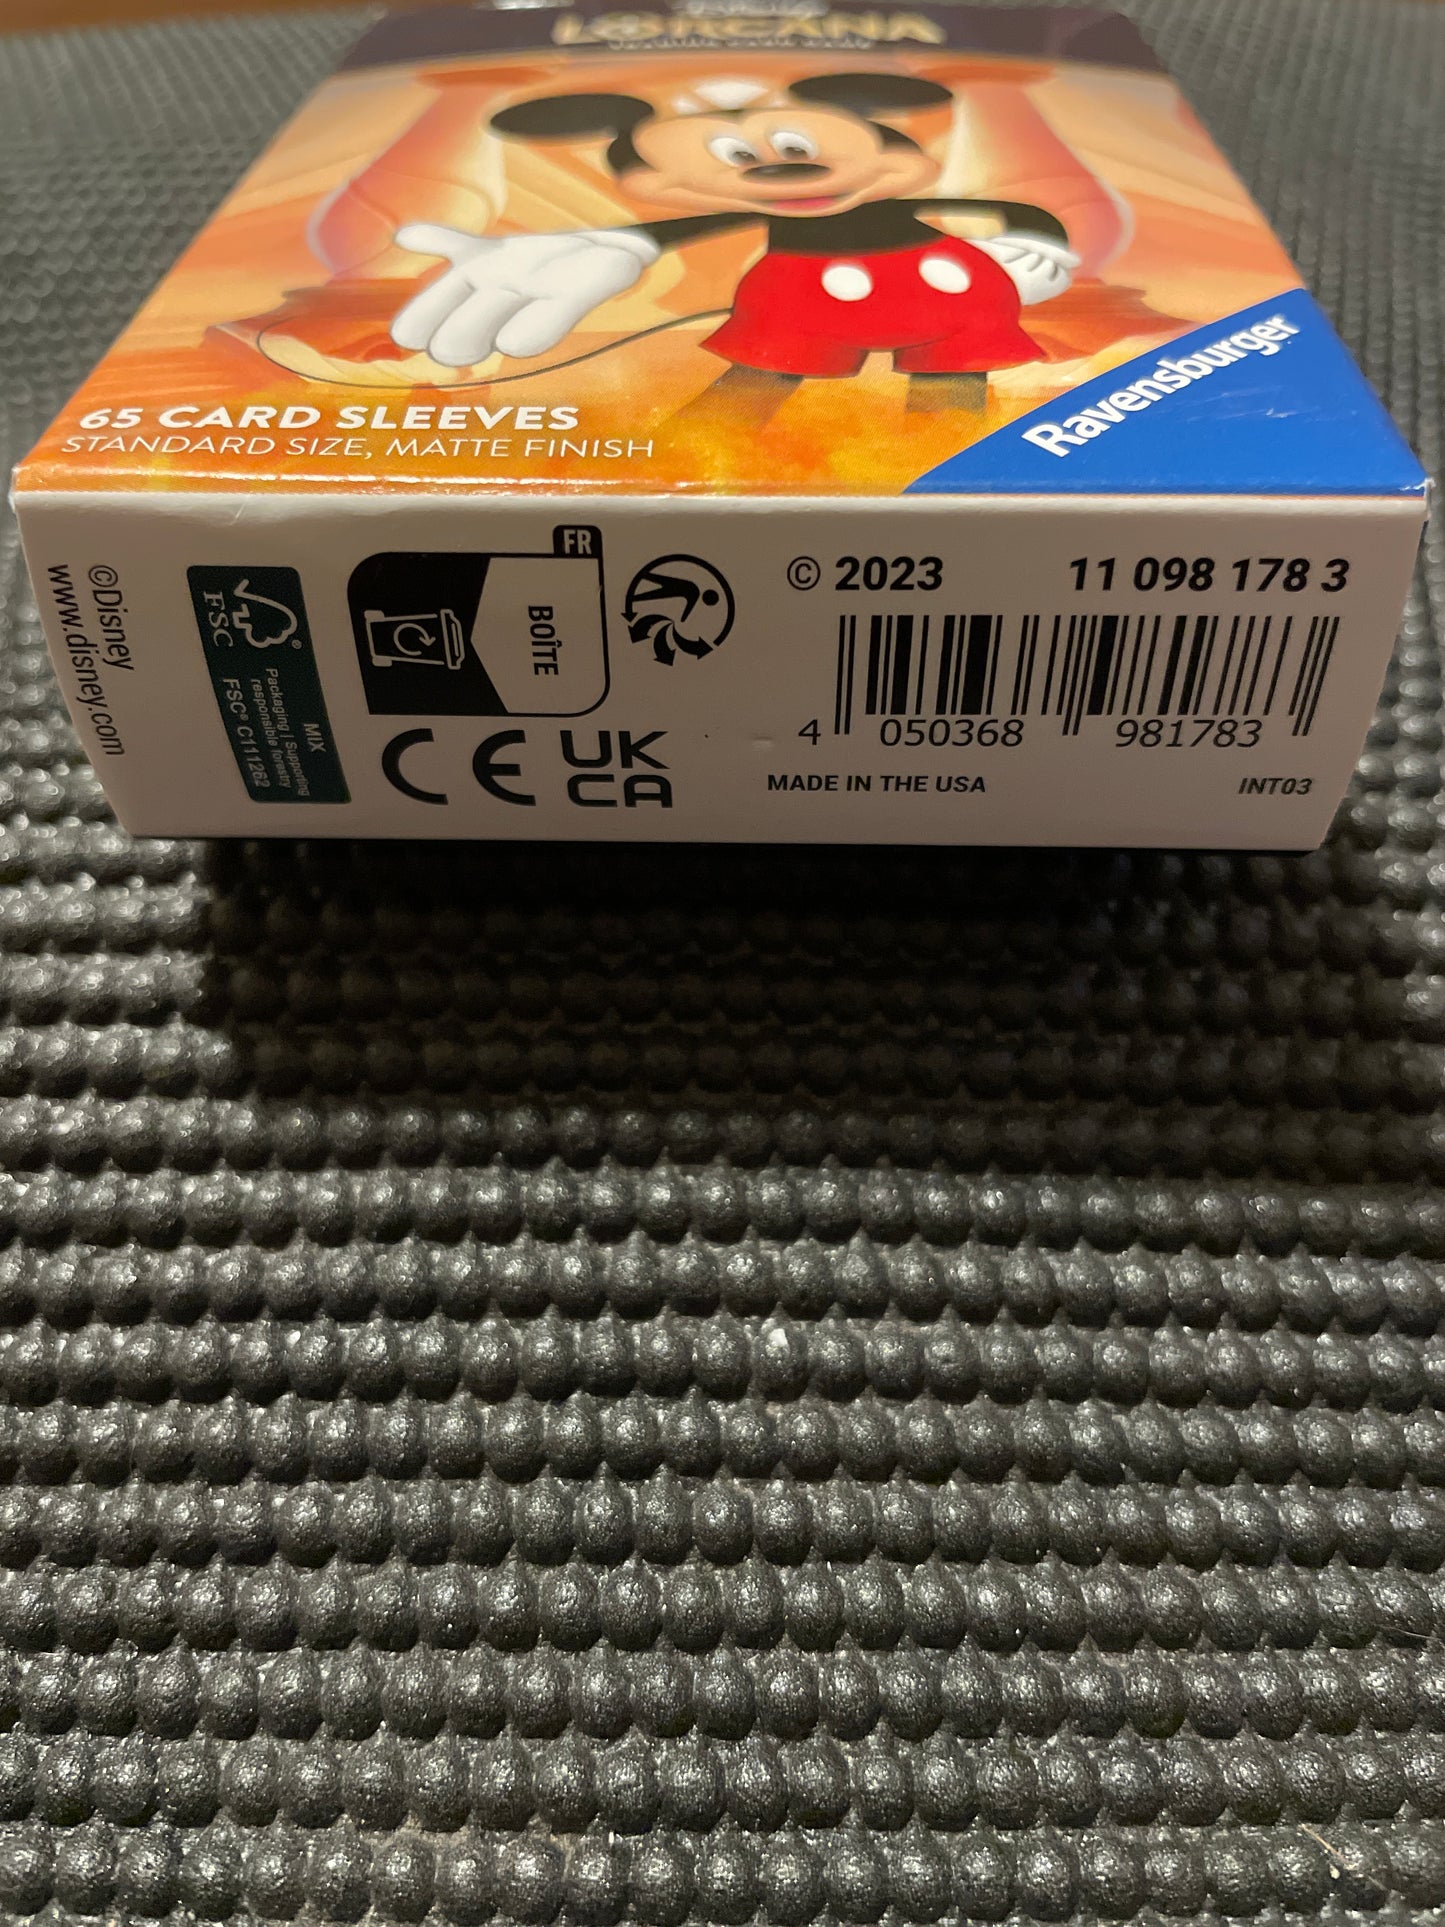 LORCANA
65 CARD SLEEVES
STANDARD SIZE, MATTE FINISH
Ravensburger
©Disney
www.disney.com
FSC®
MIX
Packaging | Supporting
responsible forestry
FSC® C111262
FR
BOÎTE
CE
UK
CA
© 2023 11 098 178 3
4 050368 981783
MADE IN THE USA INT03